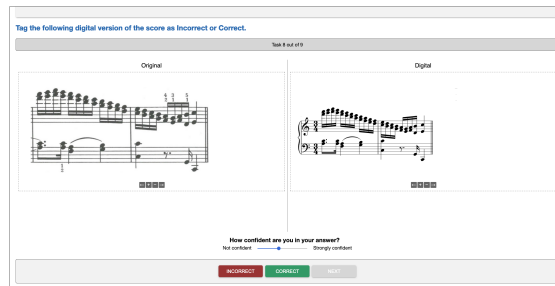 Tag the following digital version of the score as Incorrect or Correct.
Task 8 out of 9
Original
Digital
How confident are you in your answer?
Not confident
Strongly confident
INCORRECT
CORRECT
NEXT